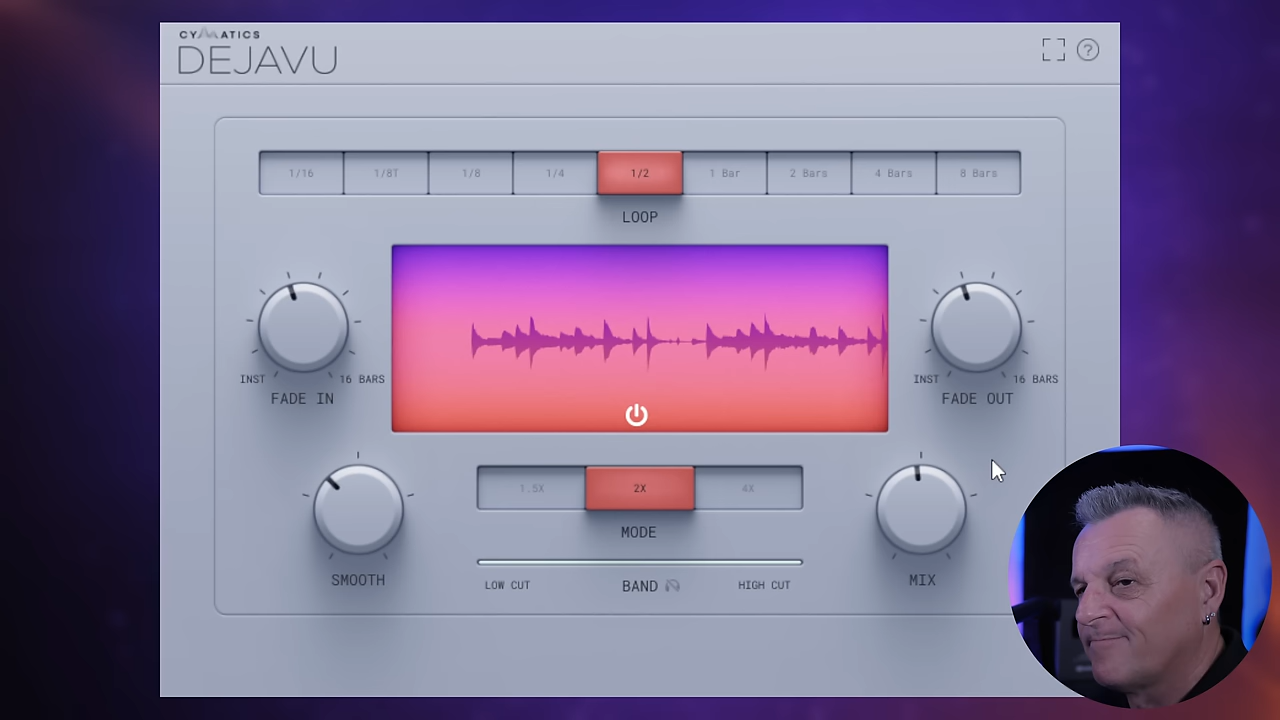 CYMATICS
DEJAVU
?
1/16 1/8T 1/8 1/4 1/2 1 Bar 2 Bars 4 Bars 8 Bars
LOOP
INST 16 BARS
FADE IN
INST 16 BARS
FADE OUT
1.5X 2X 4X
MODE
SMOOTH
MIX
LOW CUT BAND HIGH CUT